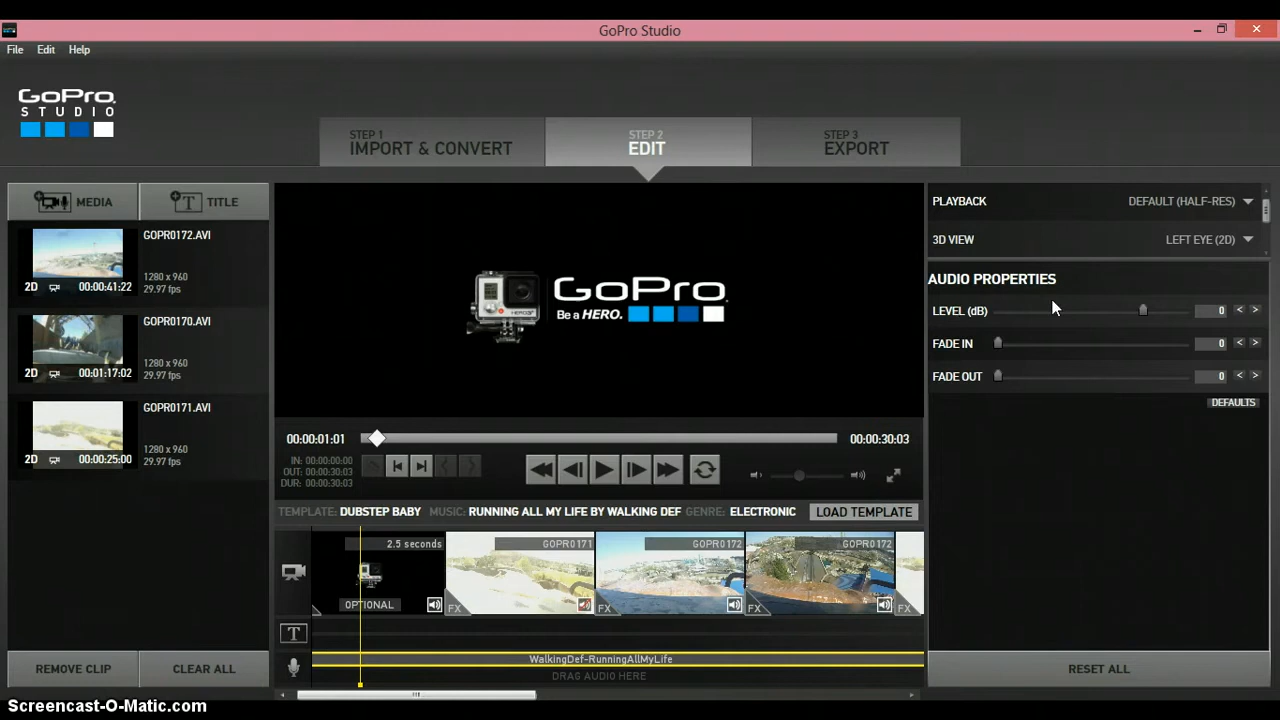 GoPro Studio
File Edit Help
GoPro
STUDIO
STEP 1
IMPORT & CONVERT
STEP 2
EDIT
STEP 3
EXPORT
MEDIA
TITLE
GOPR0172.AVI
2D 00:00:41:22
1280 x 960
29.97 fps
GOPR0170.AVI
2D 00:01:17:02
1280 x 960
29.97 fps
GOPR0171.AVI
2D 00:00:25:00
1280 x 960
29.97 fps
REMOVE CLIP
CLEAR ALL
GoPro
Be a HERO.
00:00:01:01
00:00:30:03
IN: 00:00:00:00
OUT: 00:00:30:03
DUR: 00:00:30:03
TEMPLATE: DUBSTEP BABY MUSIC: RUNNING ALL MY LIFE BY WALKING DEF GENRE: ELECTRONIC
LOAD TEMPLATE
2.5 seconds
OPTIONAL
GOPR0171
FX
GOPR0172
FX
GOPR0172
FX
FX
T
WalkingDef-RunningAllMyLife
DRAG AUDIO HERE
PLAYBACK DEFAULT (HALF-RES)
3D VIEW LEFT EYE (2D)
AUDIO PROPERTIES
LEVEL (dB) 0 < >
FADE IN 0 < >
FADE OUT 0 < >
DEFAULTS
RESET ALL
Screencast-O-Matic.com